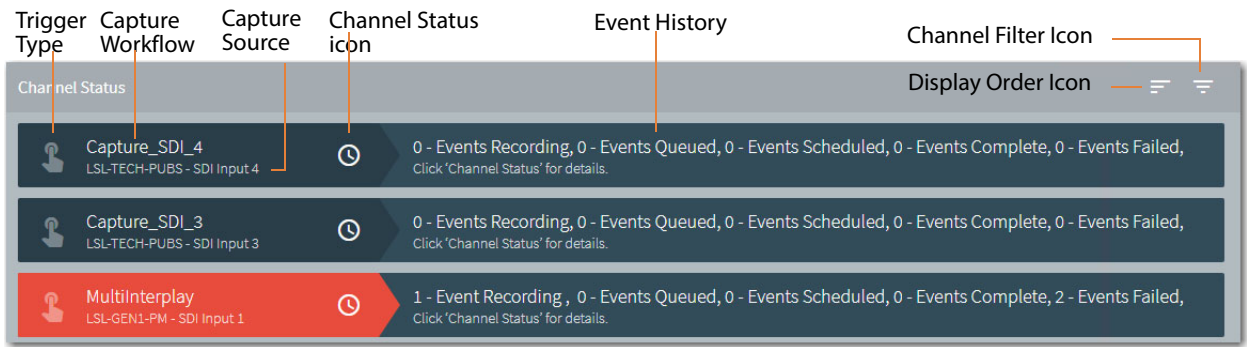 Trigger Type
Capture Workflow
Capture Source
Channel Status icon
Event History
Channel Filter Icon
Display Order Icon
Channel Status
Capture_SDI_4
LSL-TECH-PUBS - SDI Input 4
0 - Events Recording, 0 - Events Queued, 0 - Events Scheduled, 0 - Events Complete, 0 - Events Failed,
Click 'Channel Status' for details.
Capture_SDI_3
LSL-TECH-PUBS - SDI Input 3
0 - Events Recording, 0 - Events Queued, 0 - Events Scheduled, 0 - Events Complete, 0 - Events Failed,
Click 'Channel Status' for details.
MultiInterplay
LSL-GEN1-PM - SDI Input 1
1 - Event Recording , 0 - Events Queued, 0 - Events Scheduled, 0 - Events Complete, 2 - Events Failed,
Click 'Channel Status' for details.